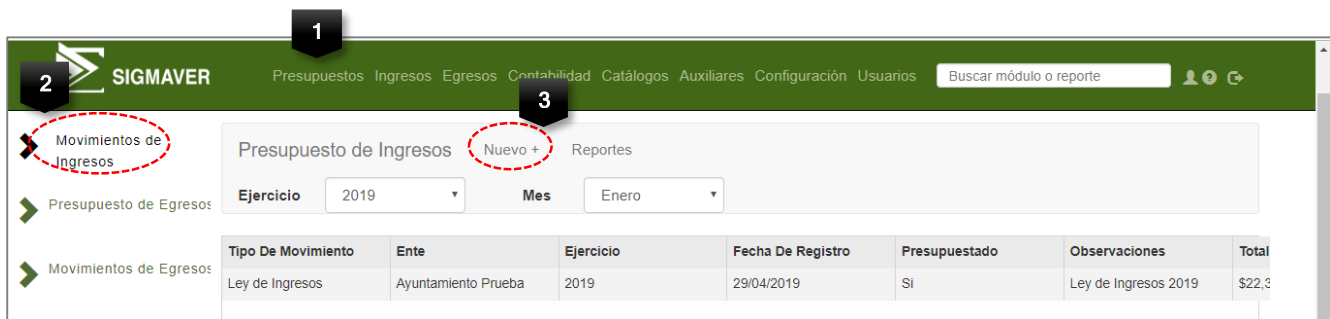 1
2
SIGMAVER
Presupuestos Ingresos Egresos Contabilidad Catálogos Auxiliares Configuración Usuarios
Buscar módulo o reporte
3
Movimientos de
Ingresos
Presupuesto de Egresos
Movimientos de Egresos
Presupuesto de Ingresos Nuevo + Reportes
Ejercicio 2019 Mes Enero
Tipo De Movimiento Ente Ejercicio Fecha De Registro Presupuestado Observaciones Total
Ley de Ingresos Ayuntamiento Prueba 2019 29/04/2019 Si Ley de Ingresos 2019 $22,3